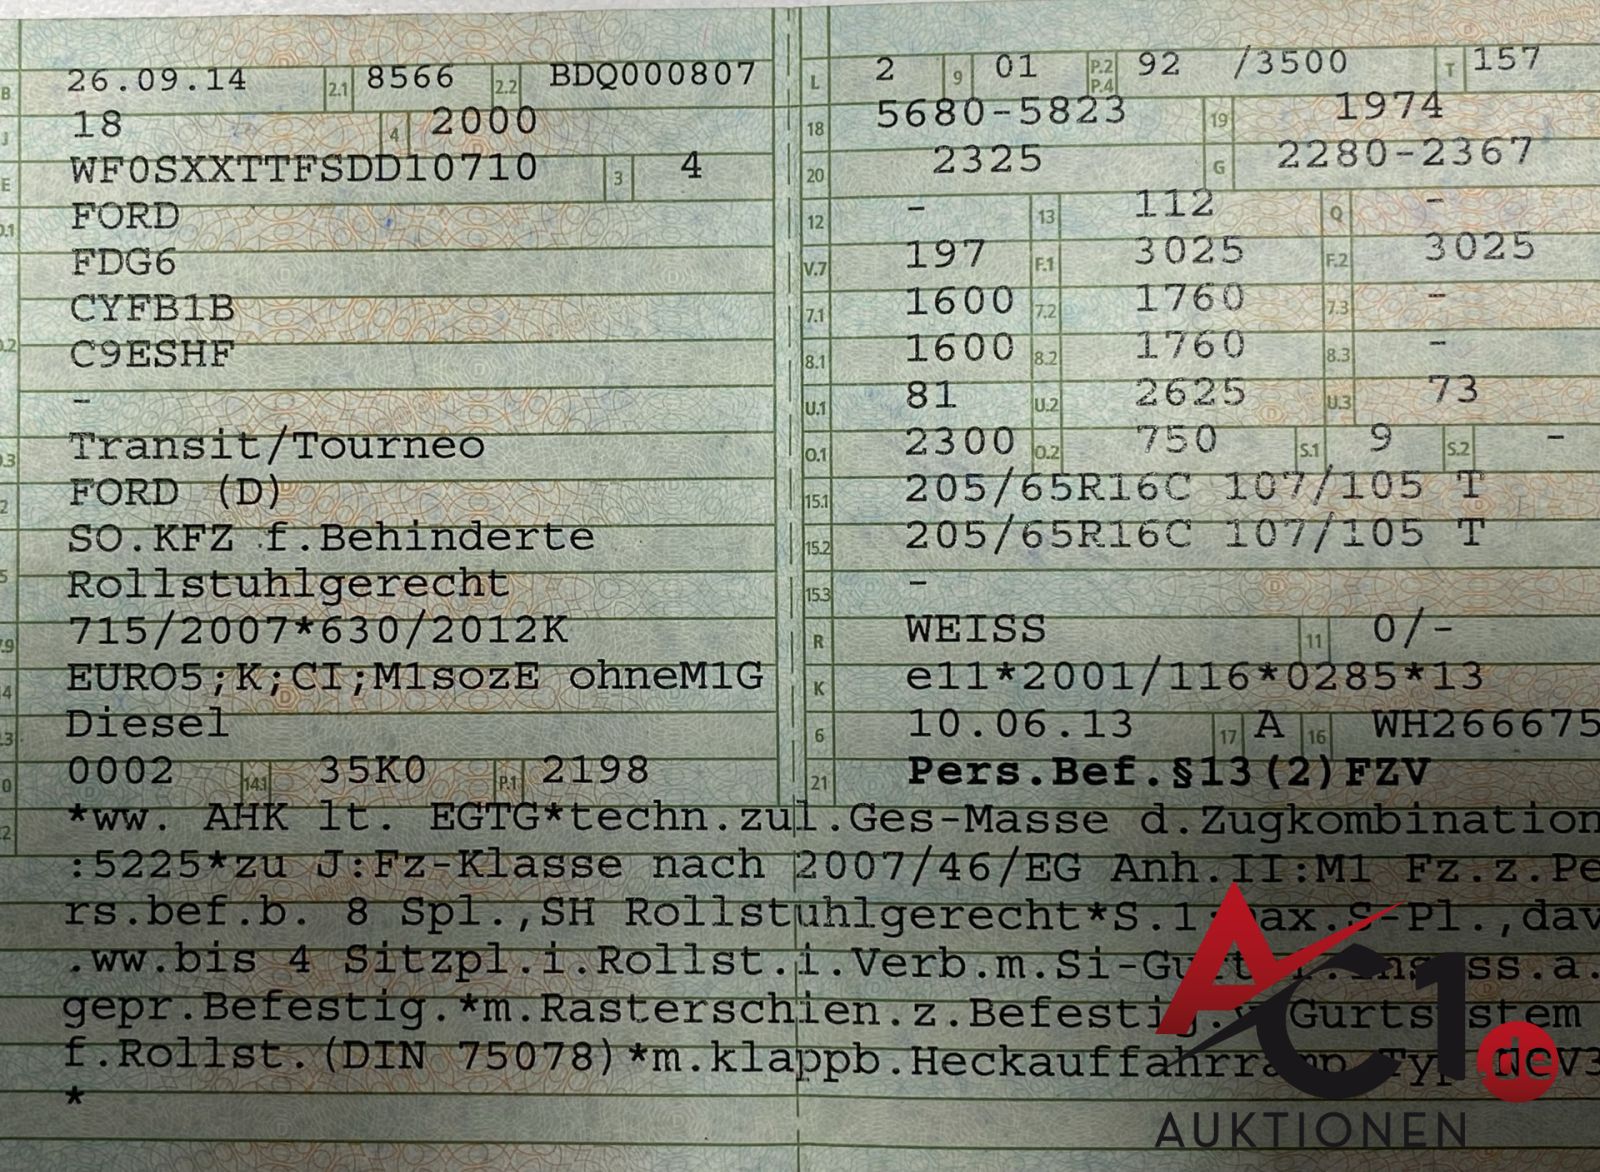 B 26.09.14 2.1 8566 2.2 BDQ000807
J 18 4 2000
E WF0SXXTTFSDD10710 3 4
FORD
FDG6
CYFB1B
C9ESHF
-
Transit/Tourneo
FORD (D)
SO.KFZ f.Behinderte
Rollstuhlgerecht
715/2007*630/2012K
EURO5;K;CI;M1sozE ohneM1G
Diesel
0002 14.1 35K0 P.1 2198
L 2 9 01 P.2 P.4 92 /3500 T 157
18 5680-5823 19 1974
20 2325 G 2280-2367
12 - 13 112 Q -
V.7 197 F.1 3025 F.2 3025
7.1 1600 7.2 1760 7.3 -
8.1 1600 8.2 1760 8.3 -
U.1 81 U.2 2625 U.3 73
O.1 2300 O.2 750 S.1 9 S.2 -
15.1 205/65R16C 107/105 T
15.2 205/65R16C 107/105 T
15.3 -
R WEISS 11 0/-
K e11*2001/116*0285*13
6 10.06.13 17 A 16 WH266675
21 Pers.Bef.§13(2)FZV
*ww. AHK lt. EGTG*techn.zul.Ges-Masse d.Zugkombination
:5225*zu J:Fz-Klasse nach 2007/46/EG Anh.II:M1 Fz.z.Pe
rs.bef.b. 8 Spl.,SH Rollstuhlgerecht*S.1:max.S-Pl.,dav
.ww.bis 4 Sitzpl.i.Rollst.i.Verb.m.Si-Gurt
gepr.Befestig.*m.Rasterschien.z.Befestig.v.Gurtsystem
f.Rollst.(DIN 75078)*m.klappb.Heckauffahrramp.Typ
*
AC1.de
AUKTIONEN